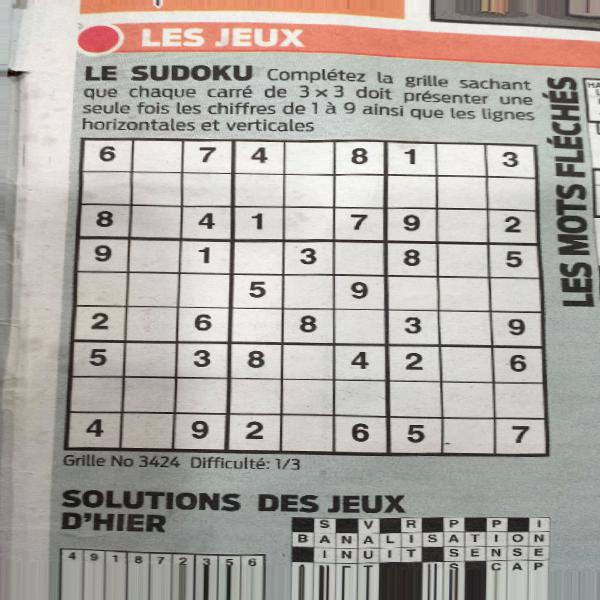 LES JEUX
LE SUDOKU Complétez la grille sachant
que chaque carré de 3 x 3 doit présenter une
seule fois les chiffres de 1 à 9 ainsi que les lignes
horizontales et verticales
6 7 4 8 1 3
8 4 1 7 9 2
9 1 3 8 5
5 9
2 6 8 3 9
5 3 8 4 2 6
4 9 2 6 5 7
Grille No 3424 Difficulté: 1/3
LES MOTS FLÉCHÉS
SOLUTIONS DES JEUX
D'HIER
4 9 1 8 7 2 3 5 6
S V R P P I
B A N A L I S A T I O N
I N U I T S E N S E
C A P